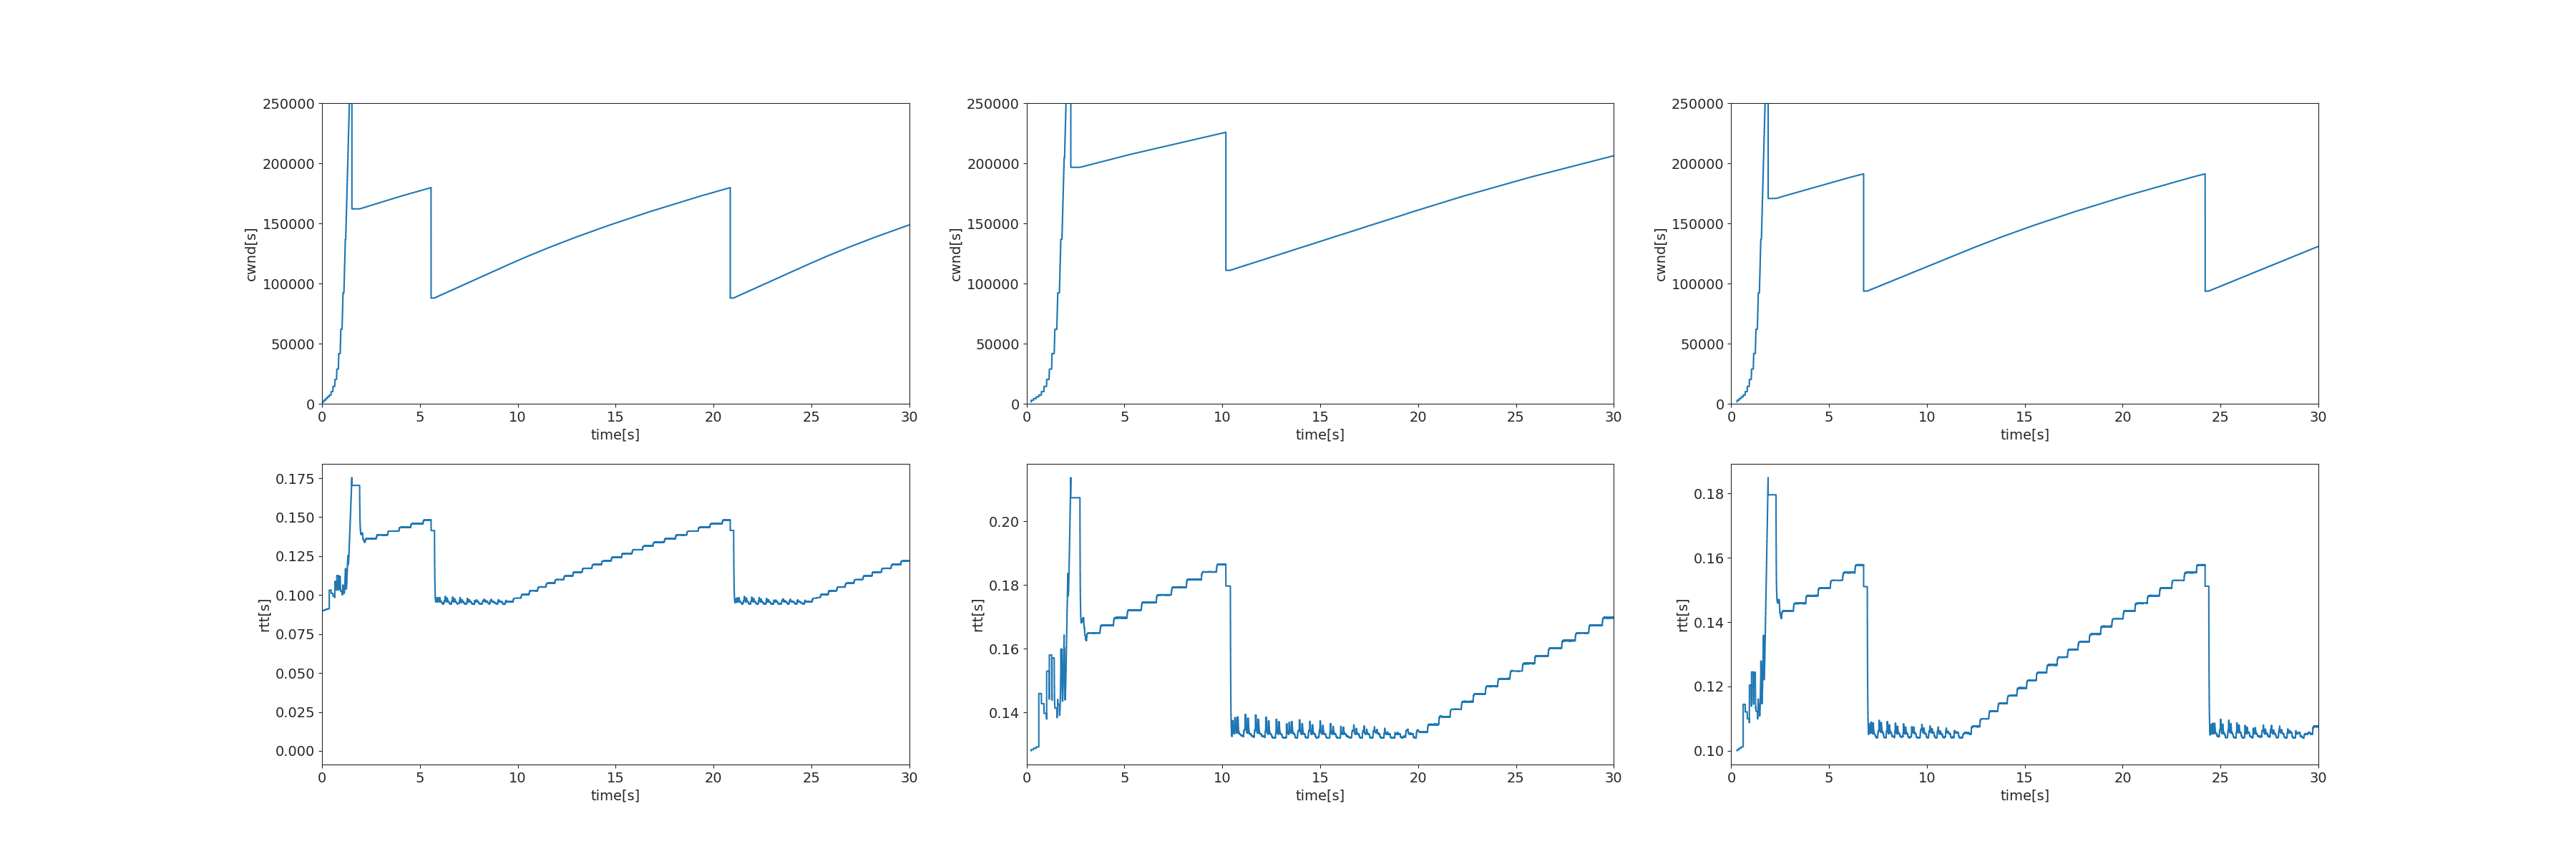 250000 250000 250000
200000 200000 200000
150000 150000 150000
cwnd[s] cwnd[s] cwnd[s]
100000 100000 100000
50000 50000 50000
0 0 0
0 5 10 15 20 25 30 0 5 10 15 20 25 30 0 5 10 15 20 25 30
time[s] time[s] time[s]
0.175 0.20 0.18
0.150 0.18 0.16
0.125 0.16 0.14
0.100 0.14 0.12
0.075 0.10
0.050
0.025
0.000
rtt[s] rtt[s] rtt[s]
0 5 10 15 20 25 30 0 5 10 15 20 25 30 0 5 10 15 20 25 30
time[s] time[s] time[s]